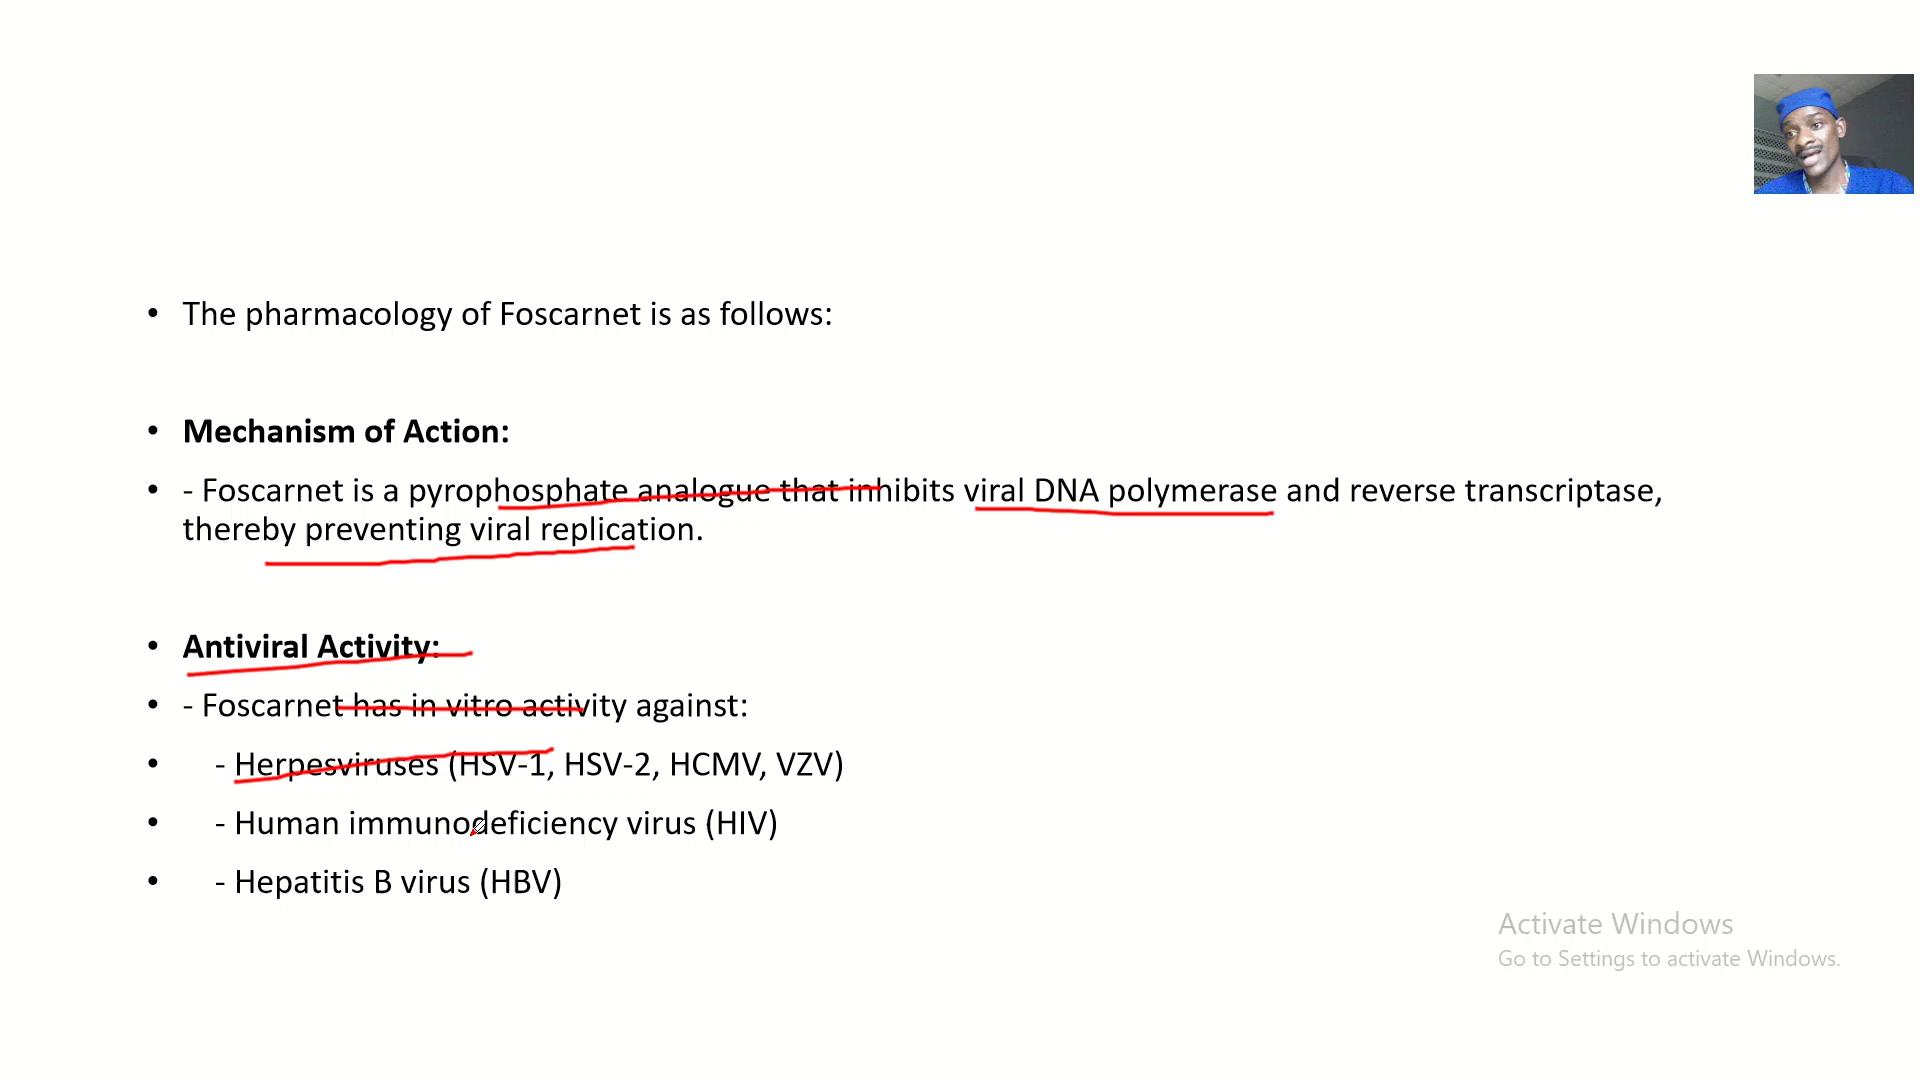 • The pharmacology of Foscarnet is as follows:
• Mechanism of Action:
• - Foscarnet is a pyrophosphate analogue that inhibits viral DNA polymerase and reverse transcriptase,
thereby preventing viral replication.
• Antiviral Activity:
• - Foscarnet has in vitro activity against:
• - Herpesviruses (HSV-1, HSV-2, HCMV, VZV)
• - Human immunodeficiency virus (HIV)
• - Hepatitis B virus (HBV)
Activate Windows
Go to Settings to activate Windows.